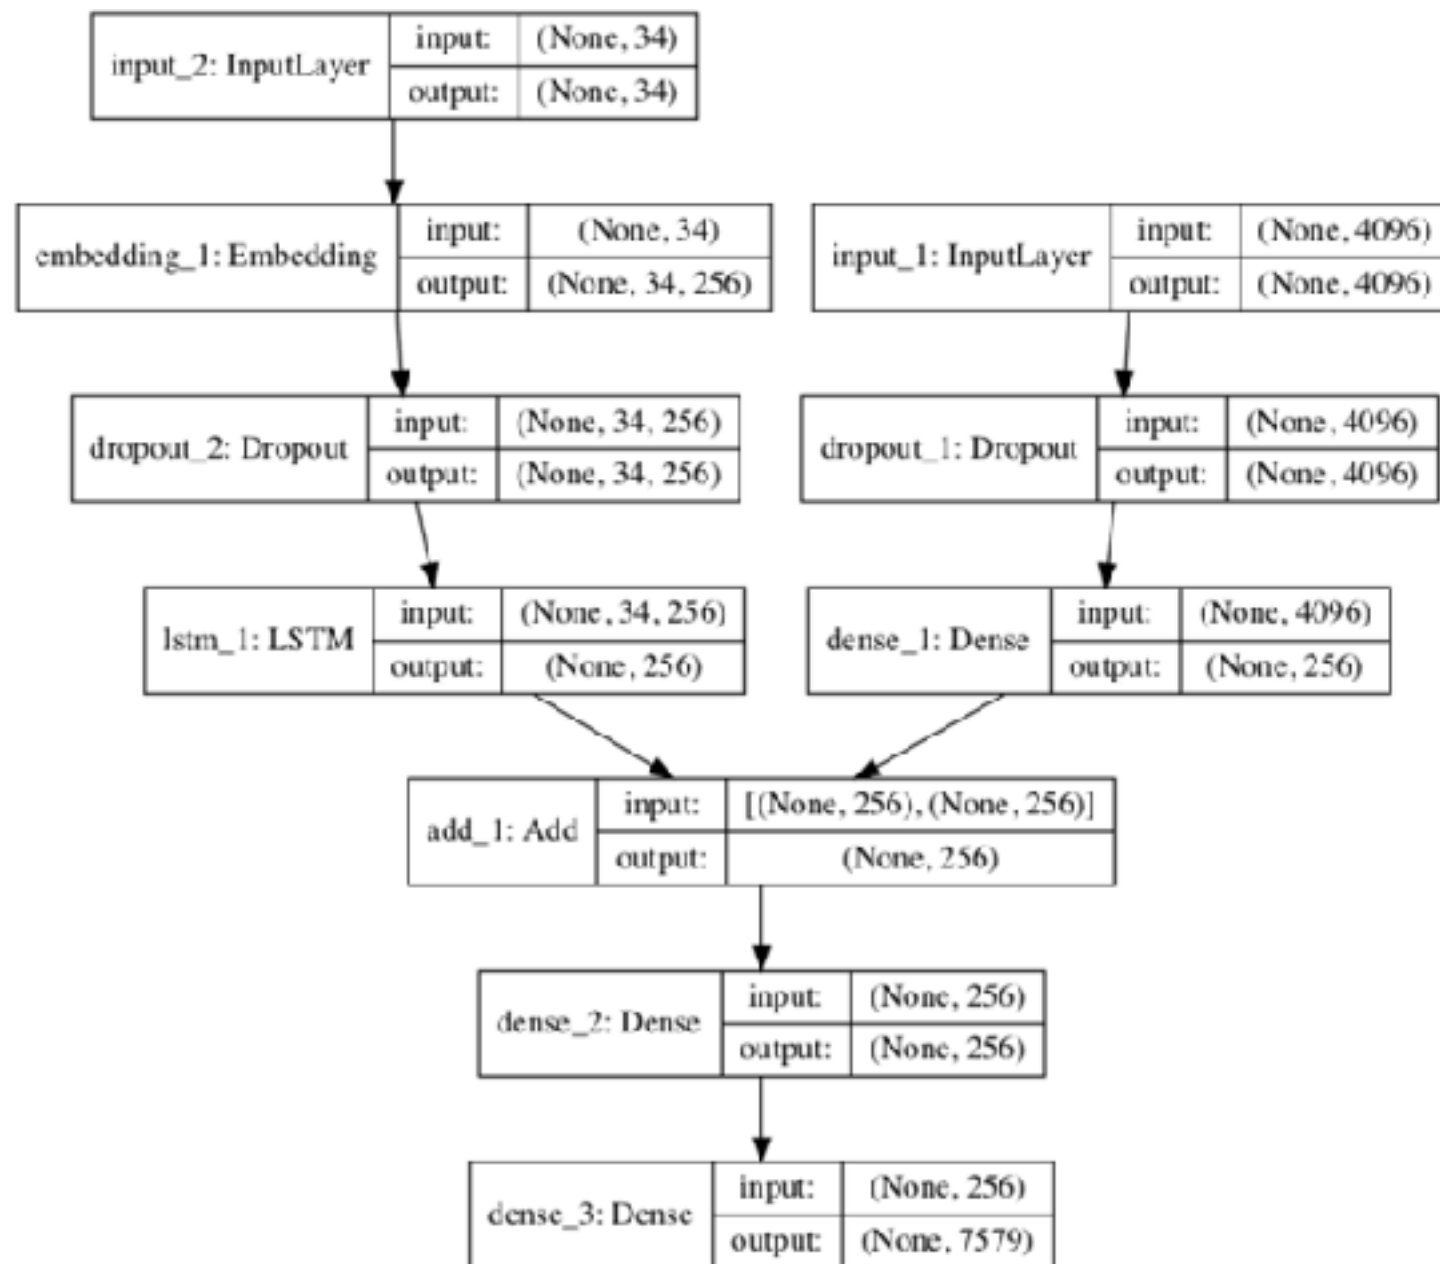 input_2: InputLayer
input: (None, 34)
output: (None, 34)
embedding_1: Embedding
input: (None, 34)
output: (None, 34, 256)
input_1: InputLayer
input: (None, 4096)
output: (None, 4096)
dropout_2: Dropout
input: (None, 34, 256)
output: (None, 34, 256)
dropout_1: Dropout
input: (None, 4096)
output: (None, 4096)
lstm_1: LSTM
input: (None, 34, 256)
output: (None, 256)
dense_1: Dense
input: (None, 4096)
output: (None, 256)
add_1: Add
input: [(None, 256), (None, 256)]
output: (None, 256)
dense_2: Dense
input: (None, 256)
output: (None, 256)
dense_3: Dense
input: (None, 256)
output: (None, 7579)